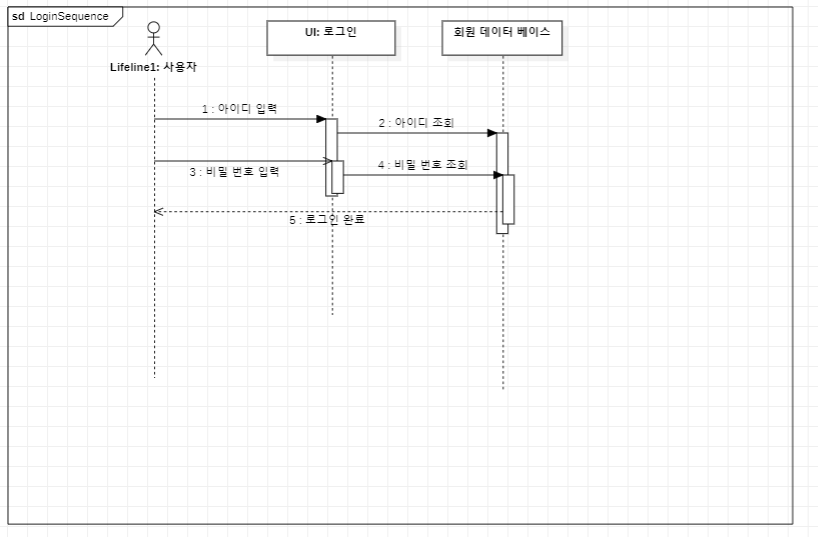 sd LoginSequence
Lifeline1: 사용자
UI: 로그인
회원 데이터 베이스
1 : 아이디 입력
2 : 아이디 조회
3 : 비밀 번호 입력
4 : 비밀 번호 조회
5 : 로그인 완료